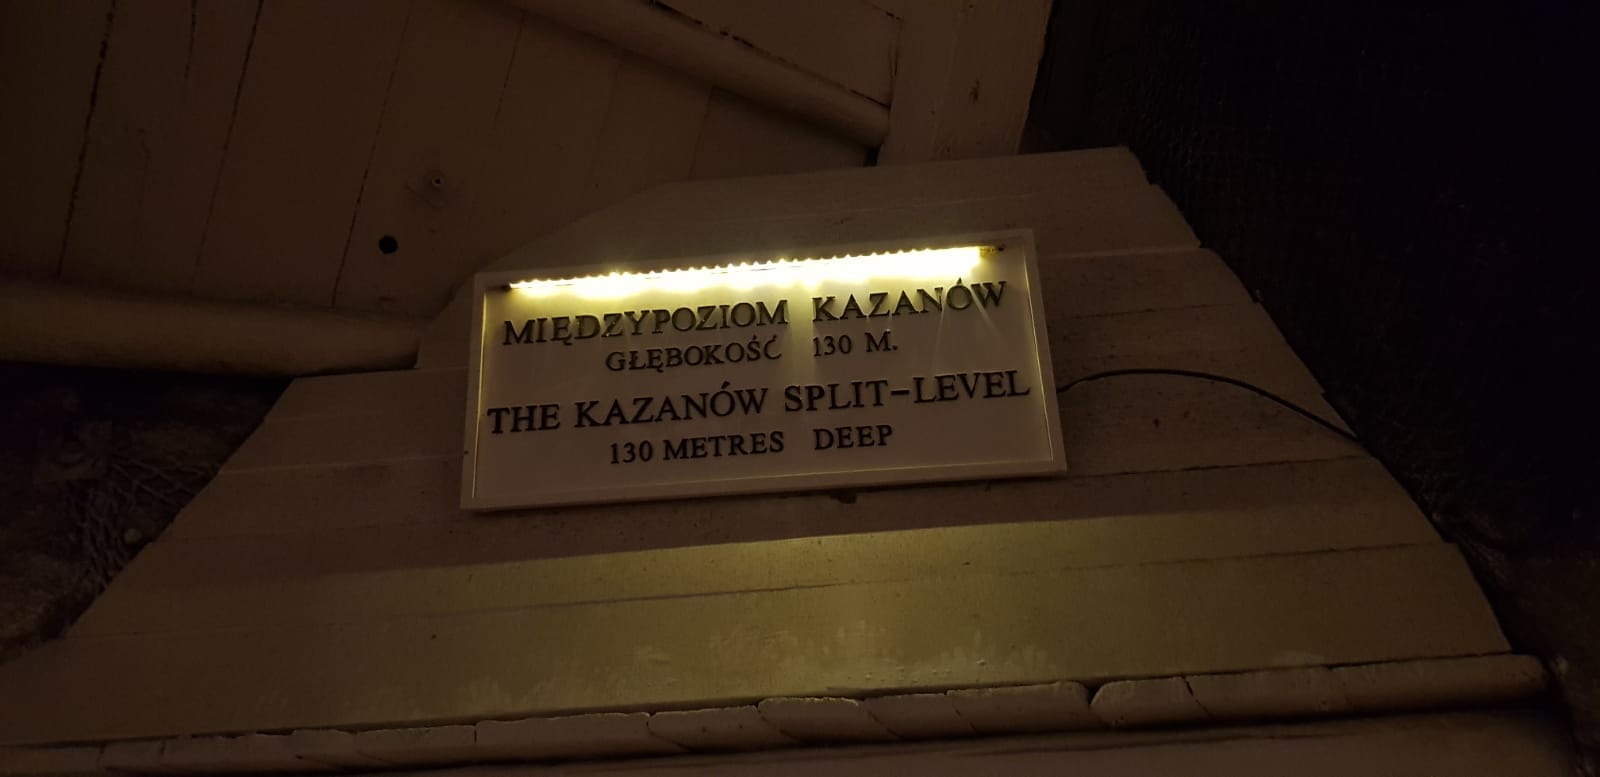 MIĘDZYPOZIOM KAZANÓW
GŁĘBOKOŚĆ 130 M.
THE KAZANÓW SPLIT-LEVEL
130 METRES DEEP